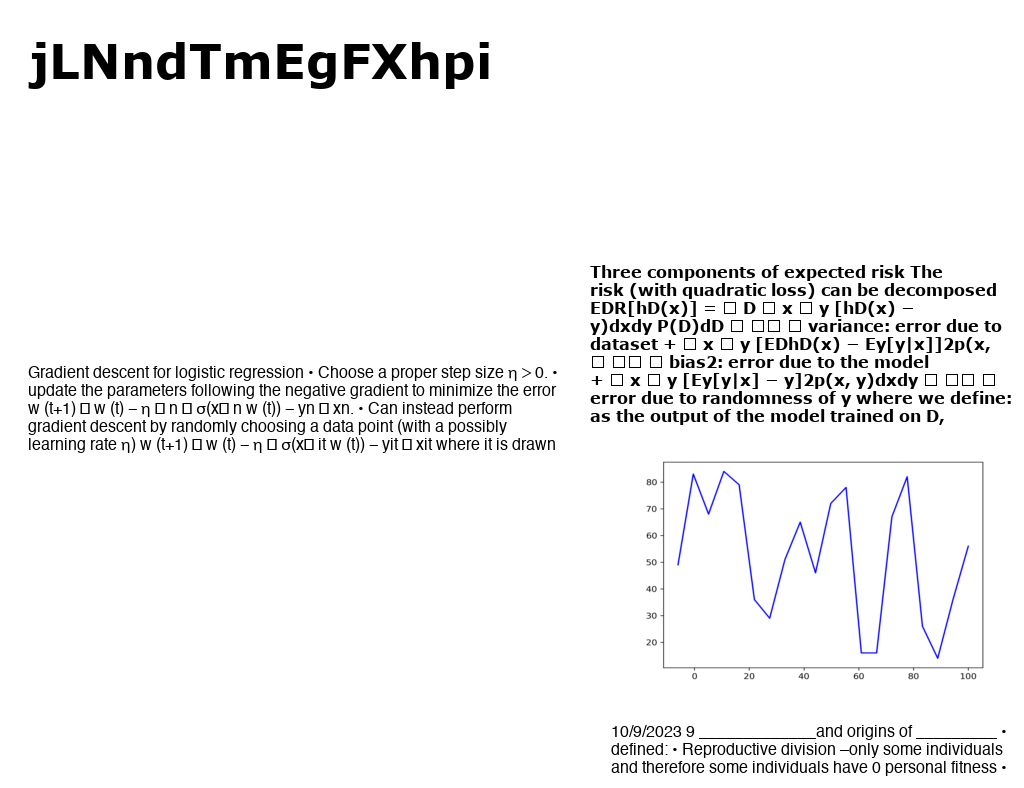 jLNndTmEgFXhpi
Gradient descent for logistic regression • Choose a proper step size η > 0. •
update the parameters following the negative gradient to minimize the error
w (t+1) □ w (t) – η □ n □ σ(x□ n w (t)) – yn □ xn. • Can instead perform
gradient descent by randomly choosing a data point (with a possibly
learning rate η) w (t+1) □ w (t) – η □ σ(x□ it w (t)) – yit □ xit where it is drawn
Three components of expected risk The
risk (with quadratic loss) can be decomposed
EDR[hD(x)] = □ D □ x □ y [hD(x) −
y)dxdy P(D)dD □ □□ □ variance: error due to
dataset + □ x □ y [EDhD(x) − Ey[y|x]]2p(x,
□ □□ □ bias2: error due to the model
+ □ x □ y [Ey[y|x] − y]2p(x, y)dxdy □ □□ □
error due to randomness of y where we define:
as the output of the model trained on D,
80
70
60
50
40
30
20
0 20 40 60 80 100
10/9/2023 9 _____________and origins of _________ •
defined: • Reproductive division –only some individuals
and therefore some individuals have 0 personal fitness •